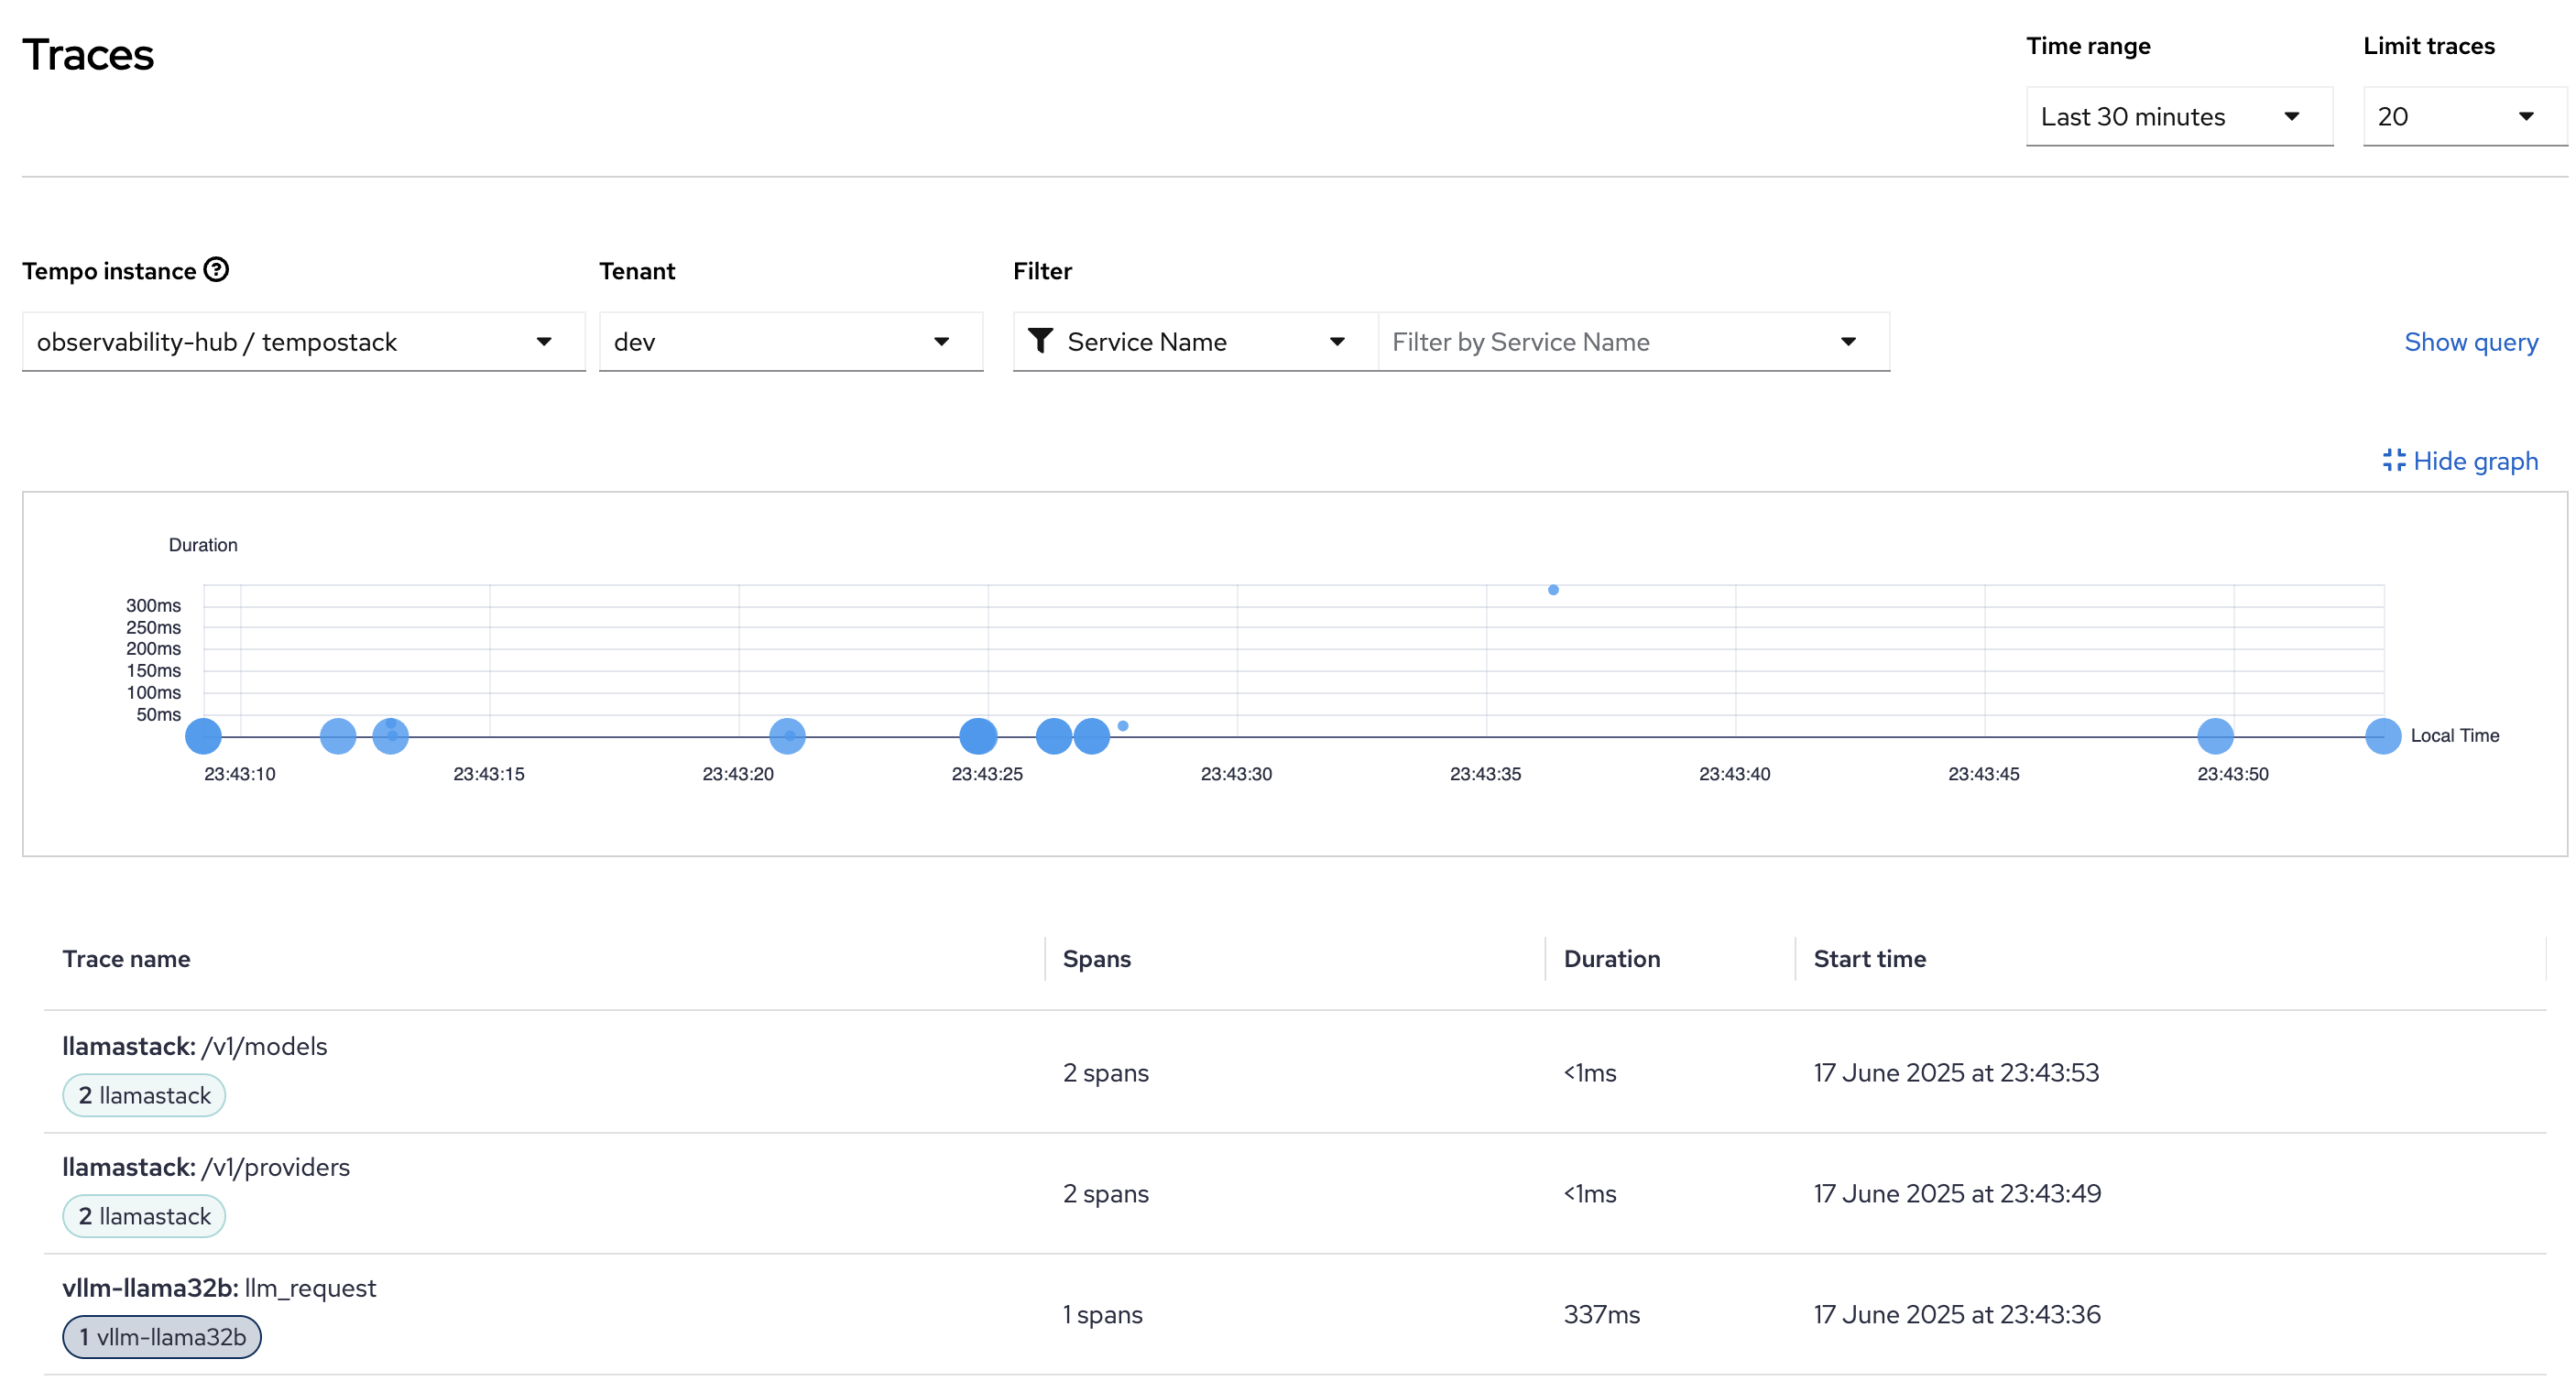 Traces
Time range
Limit traces
Last 30 minutes
20
Tempo instance
Tenant
Filter
observability-hub / tempostack
dev
Service Name
Filter by Service Name
Show query
Hide graph
Duration
300ms
250ms
200ms
150ms
100ms
50ms
Local Time
23:43:10
23:43:15
23:43:20
23:43:25
23:43:30
23:43:35
23:43:40
23:43:45
23:43:50
Trace name
Spans
Duration
Start time
llamastack: /v1/models
2 llamastack
2 spans
<1ms
17 June 2025 at 23:43:53
llamastack: /v1/providers
2 llamastack
2 spans
<1ms
17 June 2025 at 23:43:49
vllm-llama32b: llm_request
1 vllm-llama32b
1 spans
337ms
17 June 2025 at 23:43:36